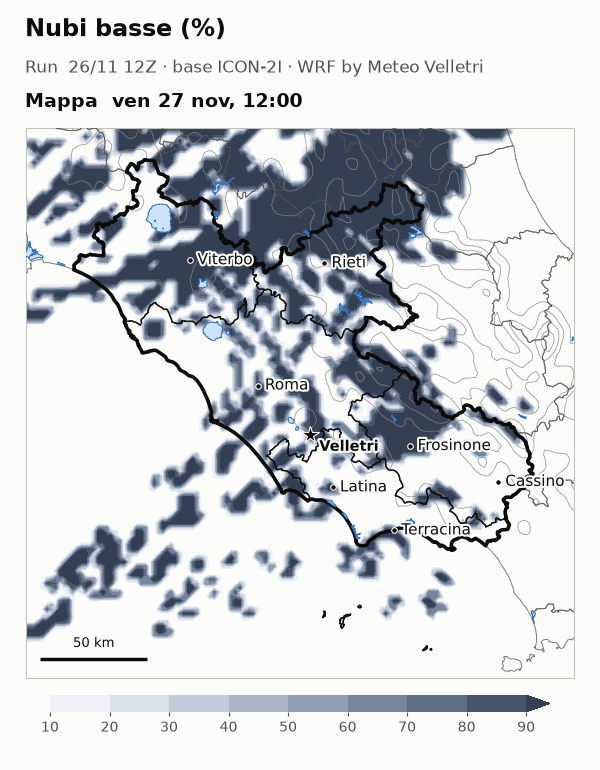 Nubi basse (%)
Run 26/11 12Z · base ICON-2I · WRF by Meteo Velletri
Mappa ven 27 nov, 12:00
Viterbo
Rieti
Roma
Velletri
Frosinone
Cassino
Latina
Terracina
50 km
10 20 30 40 50 60 70 80 90